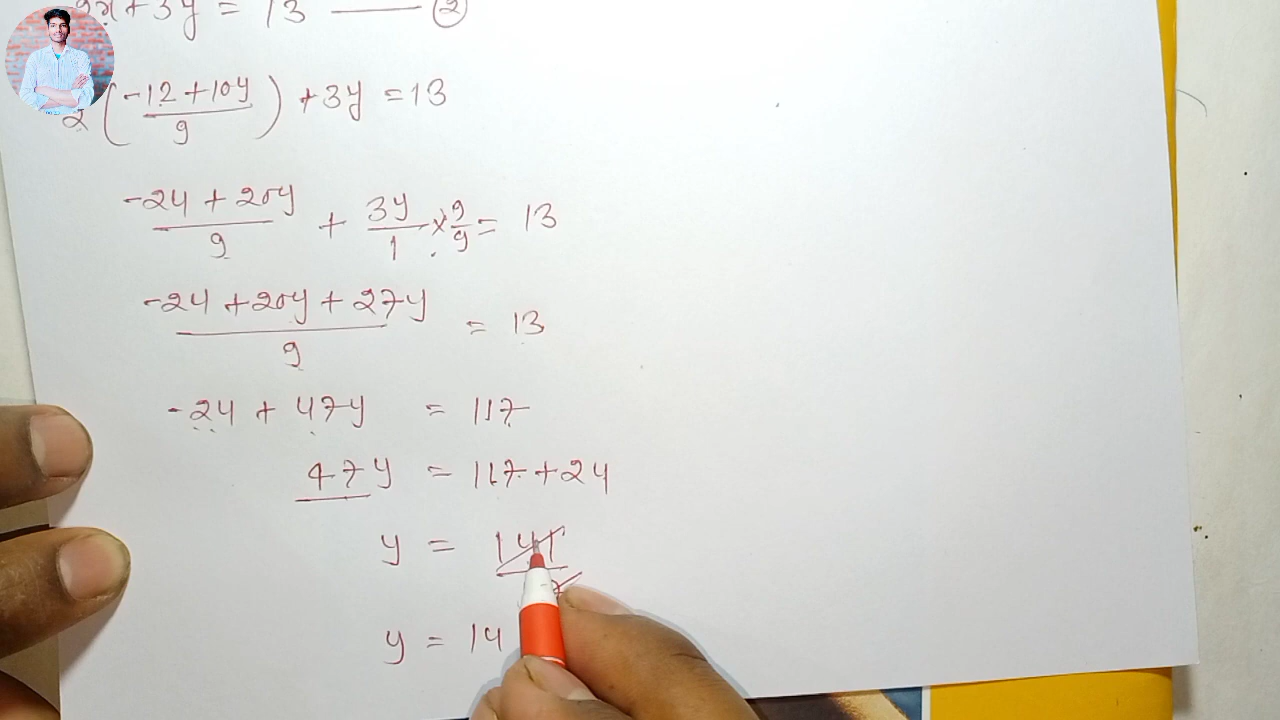 2x + 3y = 13 —— ②
2(-12 + 10y / 9) + 3y = 13
-24 + 20y / 9 + 3y / 1 × 9 / 9 = 13
-24 + 20y + 27y / 9 = 13
-24 + 47y = 117
47y = 117 + 24
y = 141 /
y = 14